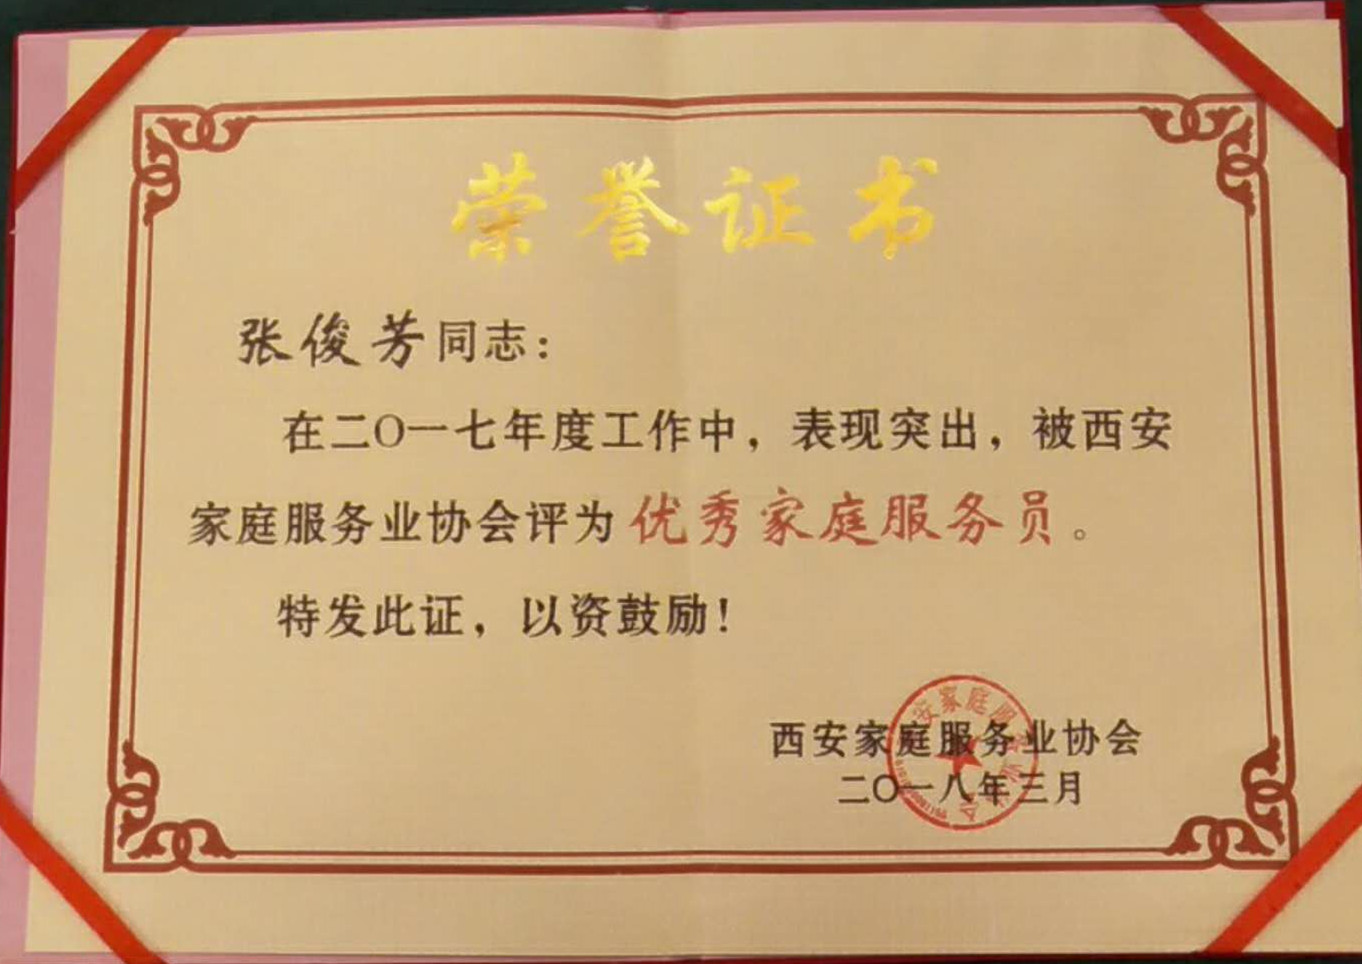 荣誉证书
张俊芳同志：
在二〇一七年度工作中，表现突出，被西安
家庭服务业协会评为优秀家庭服务员。
特发此证，以资鼓励！
西安家庭服务业协会
二〇一八年三月